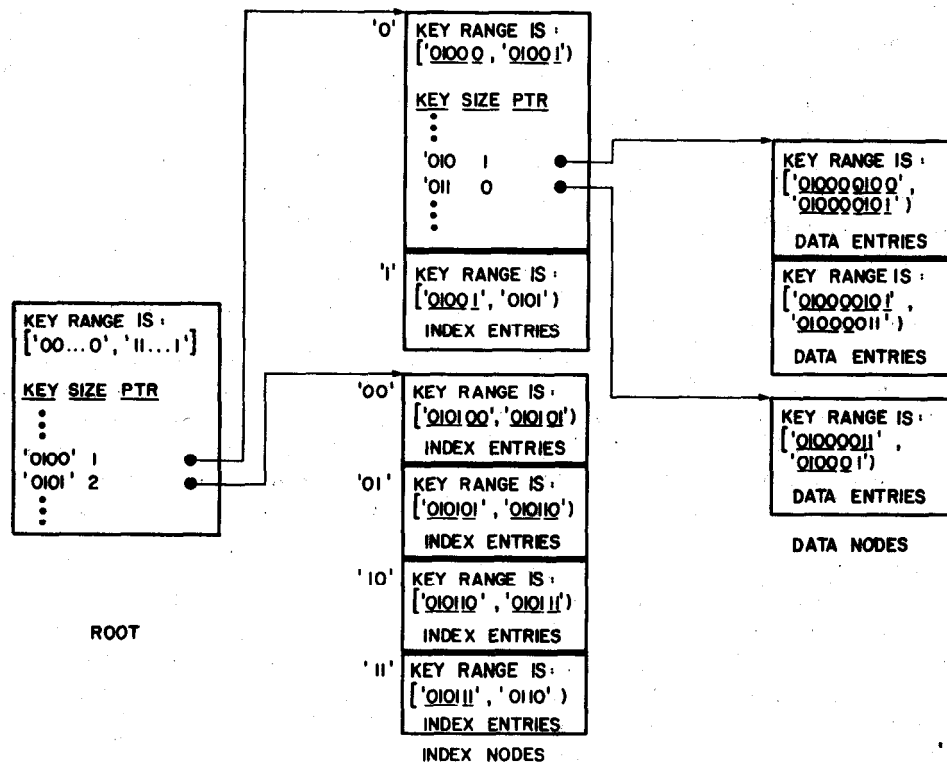 KEY RANGE IS:
['00...0', '11...1']
KEY SIZE PTR
'0100' 1
'0101' 2
ROOT
'0'
KEY RANGE IS:
['01000, '01001')
KEY SIZE PTR
'010 1
'011 0
'1'
KEY RANGE IS:
['01001', '0101')
INDEX ENTRIES
'00'
KEY RANGE IS:
['010100', '010101')
INDEX ENTRIES
'01'
KEY RANGE IS:
['010101', '010110')
INDEX ENTRIES
'10'
KEY RANGE IS:
['010110', '010111')
INDEX ENTRIES
'11'
KEY RANGE IS:
['010111', '0110')
INDEX ENTRIES
INDEX NODES
KEY RANGE IS:
['010000100',
'010000101')
DATA ENTRIES
KEY RANGE IS:
['010000101',
'01000011')
DATA ENTRIES
KEY RANGE IS:
['01000011',
'010001')
DATA ENTRIES
DATA NODES